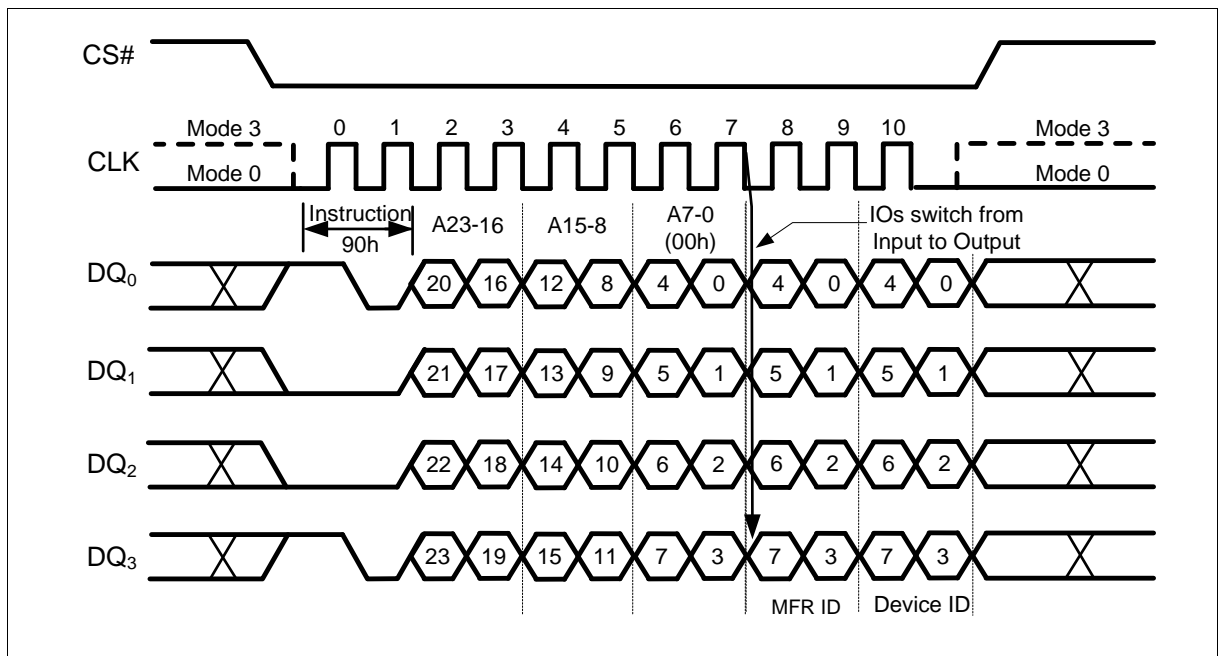 CS#
Mode 3 0 1 2 3 4 5 6 7 8 9 10 Mode 3
CLK
Mode 0 Mode 0
Instruction A23-16 A15-8 A7-0 IOs switch from
90h (00h) Input to Output
DQ0 20 16 12 8 4 0 4 0 4 0
DQ1 21 17 13 9 5 1 5 1 5 1
DQ2 22 18 14 10 6 2 6 2 6 2
DQ3 23 19 15 11 7 3 7 3 7 3
MFR ID Device ID